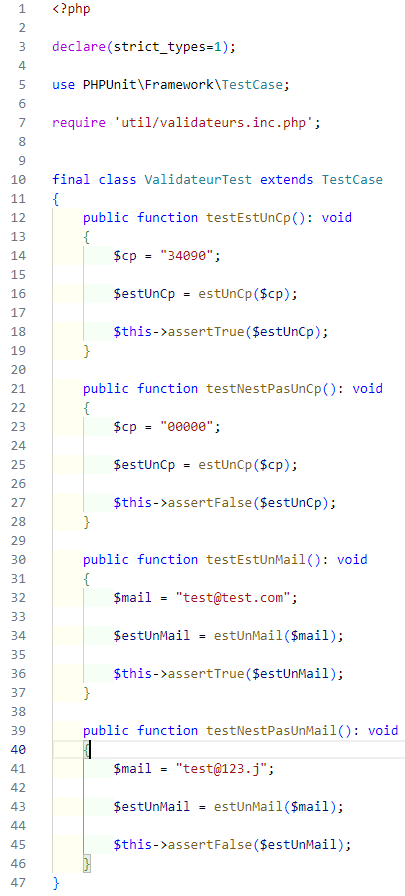 1 <?php
2
3 declare(strict_types=1);
4
5 use PHPUnit\Framework\TestCase;
6
7 require 'util/validateurs.inc.php';
8
9
10 final class ValidateurTest extends TestCase
11 {
12     public function testEstUnCp(): void
13     {
14         $cp = "34090";
15
16         $estUnCp = estUnCp($cp);
17
18         $this->assertTrue($estUnCp);
19     }
20
21     public function testNestPasUnCp(): void
22     {
23         $cp = "00000";
24
25         $estUnCp = estUnCp($cp);
26
27         $this->assertFalse($estUnCp);
28     }
29
30     public function testEstUnMail(): void
31     {
32         $mail = "test@test.com";
33
34         $estUnMail = estUnMail($mail);
35
36         $this->assertTrue($estUnMail);
37     }
38
39     public function testNestPasUnMail(): void
40     {
41         $mail = "test@123.j";
42
43         $estUnMail = estUnMail($mail);
44
45         $this->assertFalse($estUnMail);
46     }
47 }